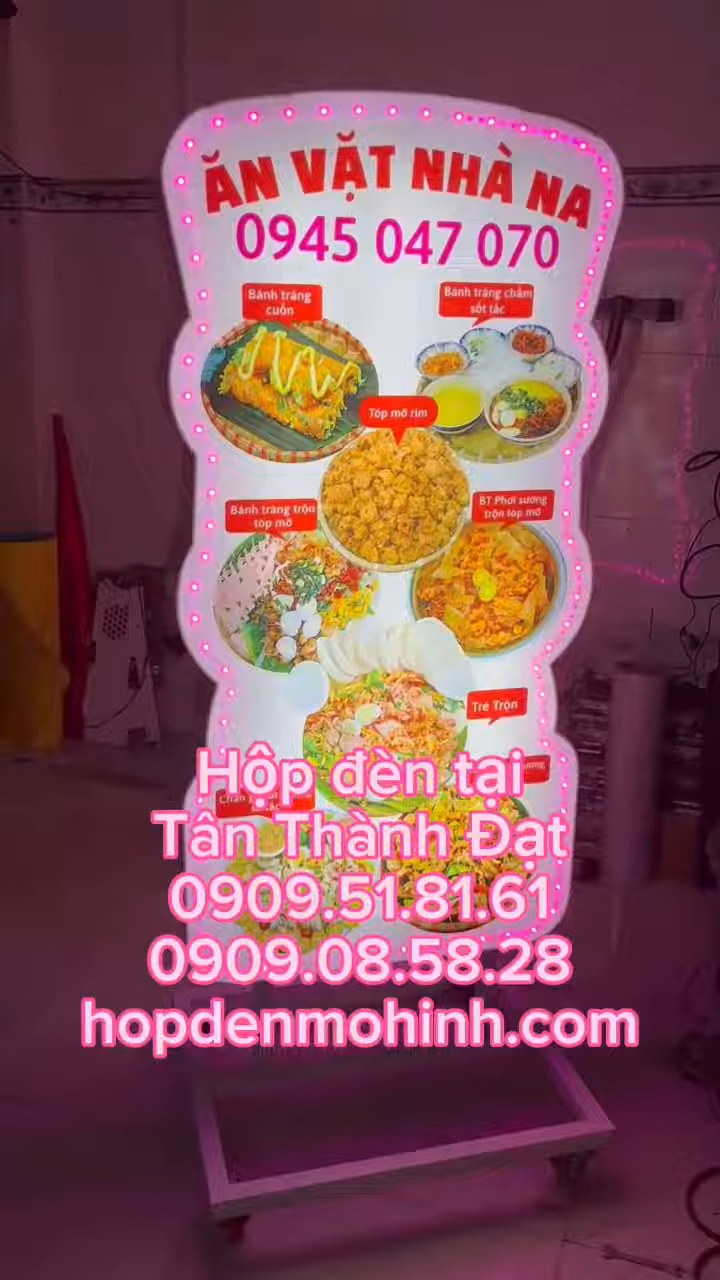 ĂN VẶT NHÀ NA
0945 047 070
Bánh tráng
cuốn
Bánh tráng chấm
sốt tắc
Tóp mỡ rim
Bánh tráng trộn
tóp mỡ
BT Phơi sương
trộn tóp mỡ
Tré Trộn
Hộp đèn tại
Tân Thành Đạt
0909.51.81.61
0909.08.58.28
hopdenmohinh.com